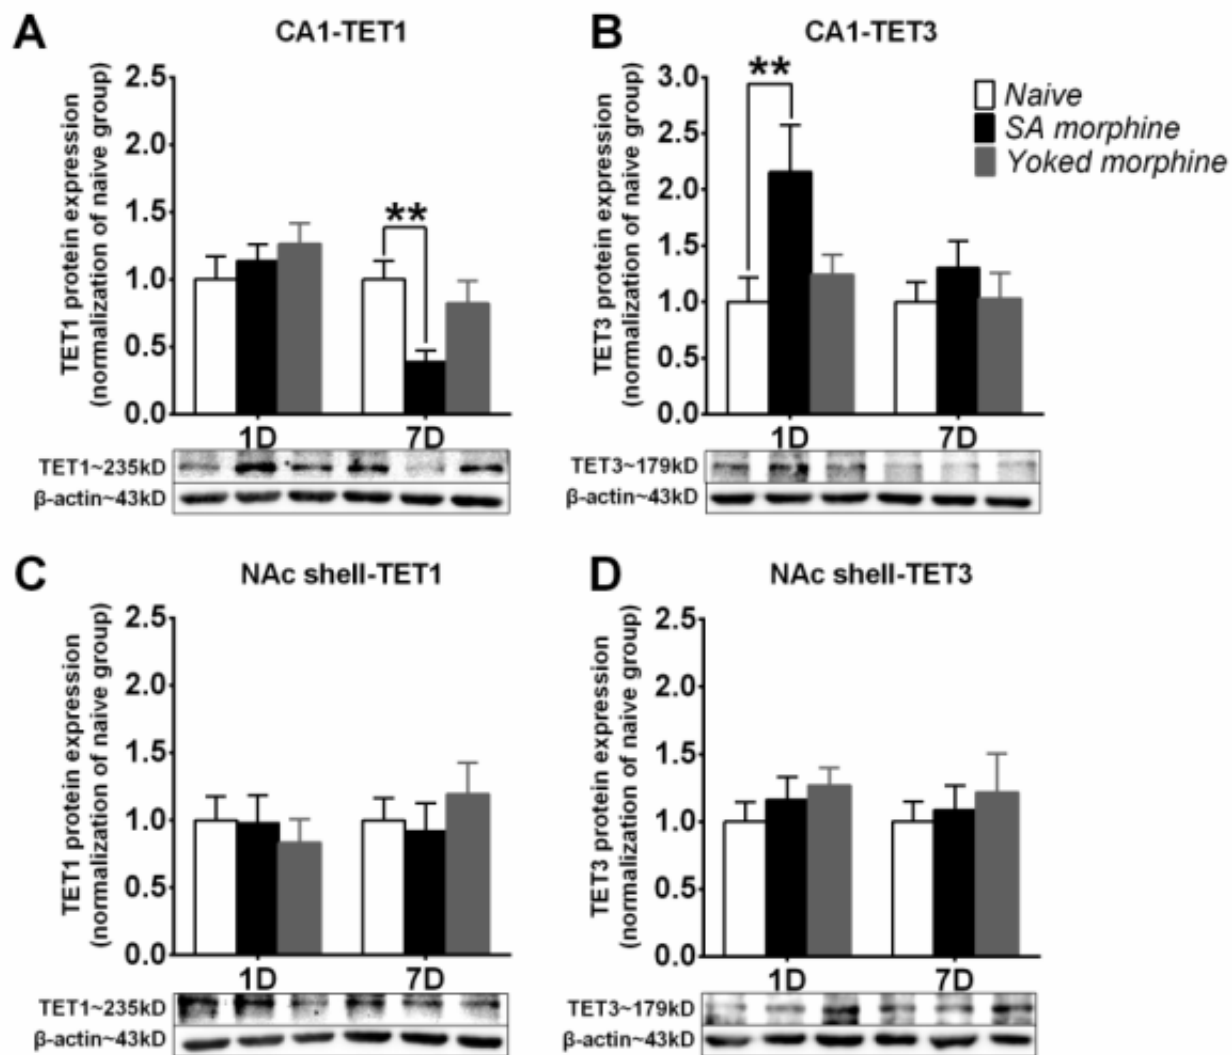 A
CA1-TET1
TET1 protein expression
(normalization of naive group)
2.5
2.0
1.5
1.0
0.5
0.0
**
1D
7D
TET1~235kD
β-actin~43kD
B
CA1-TET3
TET3 protein expression
(normalization of naive group)
3.0
2.5
2.0
1.5
1.0
0.5
0.0
**
Naive
SA morphine
Yoked morphine
1D
7D
TET3~179kD
β-actin~43kD
C
NAc shell-TET1
TET1 protein expression
(normalization of naive group)
2.5
2.0
1.5
1.0
0.5
0.0
1D
7D
TET1~235kD
β-actin~43kD
D
NAc shell-TET3
TET3 protein expression
(normalization of naive group)
2.5
2.0
1.5
1.0
0.5
0.0
1D
7D
TET3~179kD
β-actin~43kD